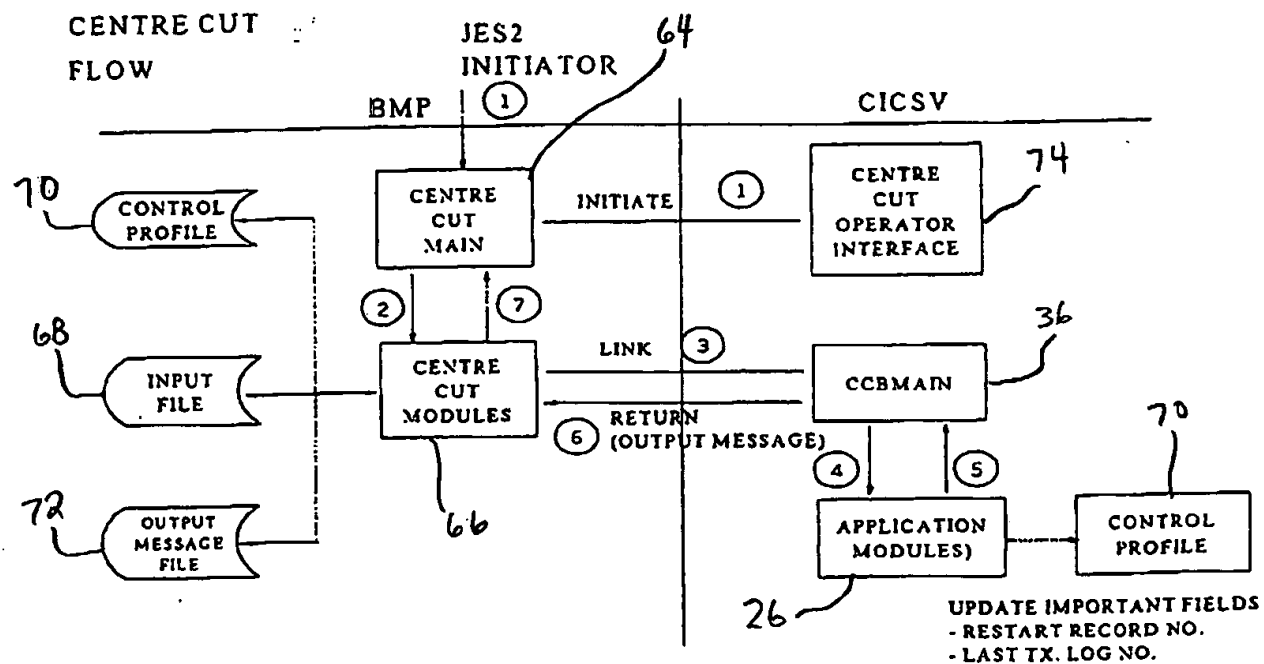 CENTRE CUT
FLOW
JES2
INITIATOR
64
BMP
1
CICSV
70
CONTROL
PROFILE
CENTRE
CUT
MAIN
INITIATE
1
CENTRE
CUT
OPERATOR
INTERFACE
74
2
7
68
INPUT
FILE
CENTRE
CUT
MODULES
LINK
3
CCBMAIN
36
6
RETURN
(OUTPUT MESSAGE)
4
5
70
72
OUTPUT
MESSAGE
FILE
66
APPLICATION
MODULES)
CONTROL
PROFILE
26
UPDATE IMPORTANT FIELDS
- RESTART RECORD NO.
- LAST TX. LOG NO.